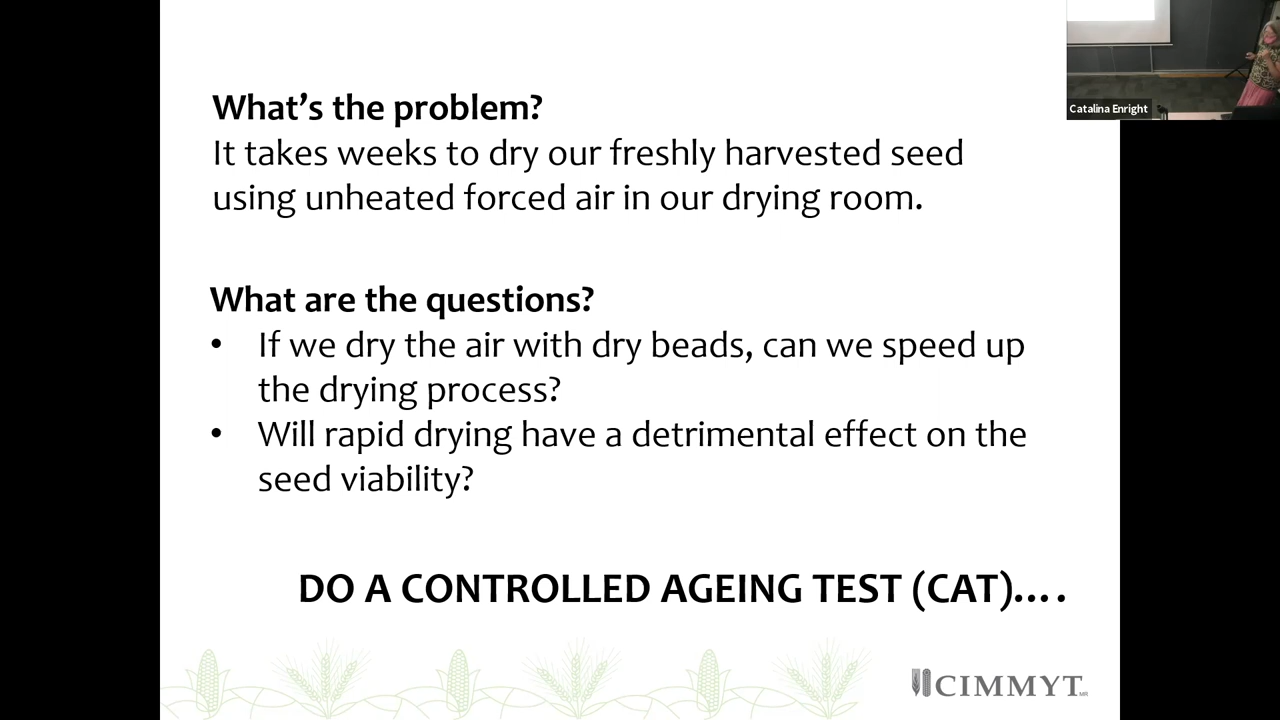 What's the problem?
It takes weeks to dry our freshly harvested seed
using unheated forced air in our drying room.
What are the questions?
• If we dry the air with dry beads, can we speed up
the drying process?
• Will rapid drying have a detrimental effect on the
seed viability?
DO A CONTROLLED AGEING TEST (CAT)....
CIMMYT MR
Catalina Enright